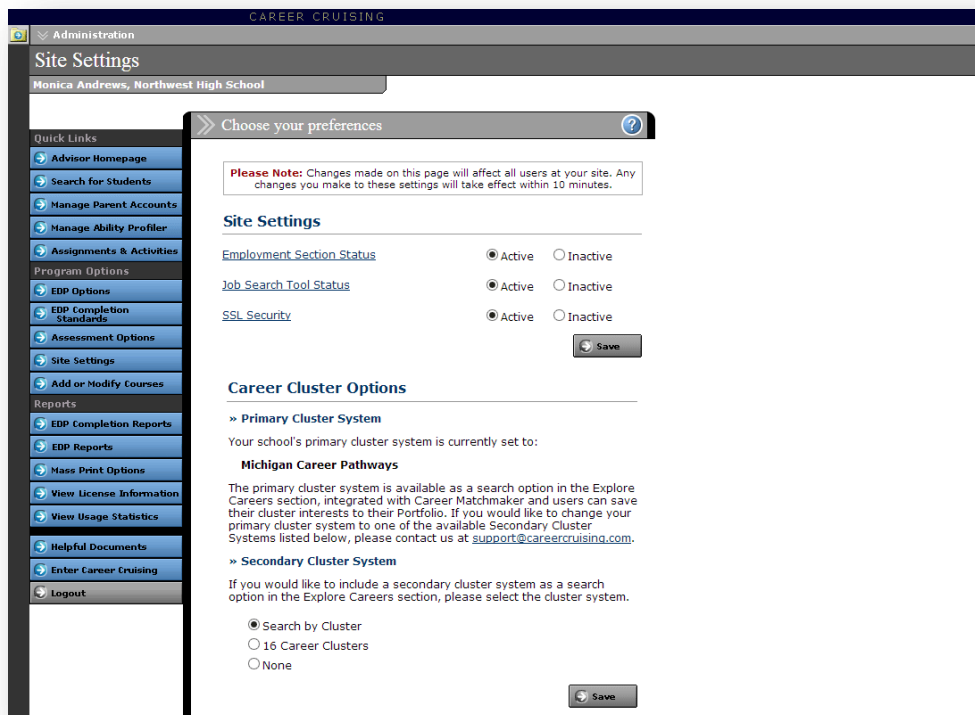 CAREER CRUISING
Administration
Site Settings
Monica Andrews, Northwest High School
Quick Links
Advisor Homepage
Search for Students
Manage Parent Accounts
Manage Ability Profiler
Assignments & Activities
Program Options
EDP Options
EDP Completion
Standards
Assessment Options
Site Settings
Add or Modify Courses
Reports
EDP Completion Reports
EDP Reports
Mass Print Options
View License Information
View Usage Statistics
Helpful Documents
Enter Career Cruising
Logout
Choose your preferences
?
Please Note: Changes made on this page will affect all users at your site. Any
changes you make to these settings will take effect within 10 minutes.
Site Settings
Employment Section Status Active Inactive
Job Search Tool Status Active Inactive
SSL Security Active Inactive
Save
Career Cluster Options
» Primary Cluster System
Your school's primary cluster system is currently set to:
Michigan Career Pathways
The primary cluster system is available as a search option in the Explore
Careers section, integrated with Career Matchmaker and users can save
their cluster interests to their Portfolio. If you would like to change your
primary cluster system to one of the available Secondary Cluster
Systems listed below, please contact us at support@careercruising.com.
» Secondary Cluster System
If you would like to include a secondary cluster system as a search
option in the Explore Careers section, please select the cluster system.
Search by Cluster
16 Career Clusters
None
Save